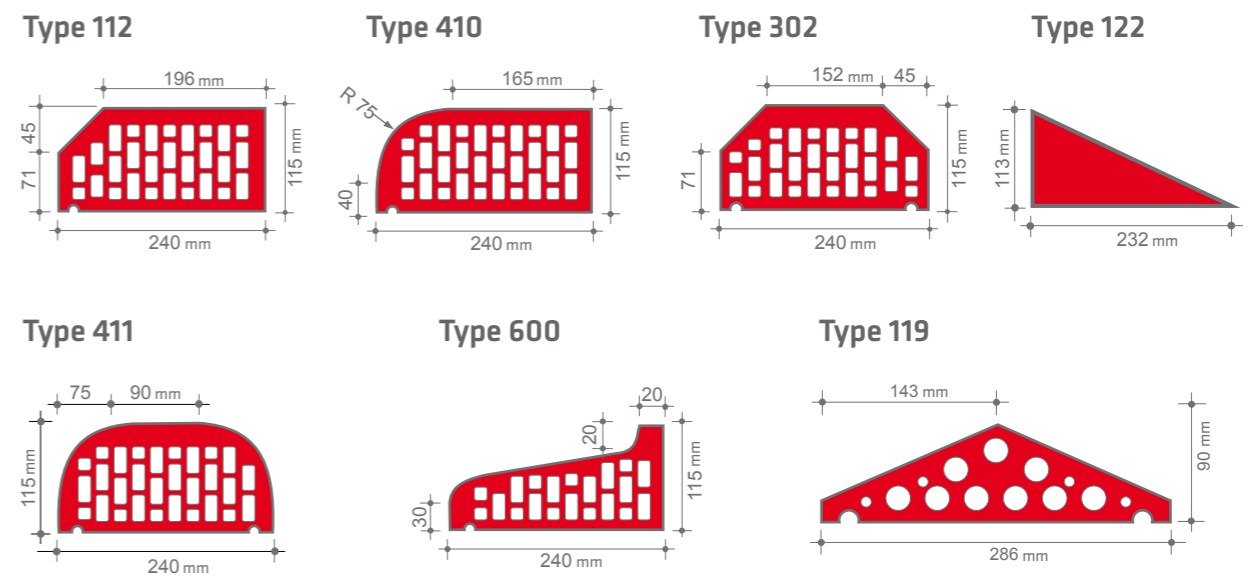 Type 112
Type 410
Type 302
Type 122
196 mm
45
71
115 mm
240 mm
165 mm
R 75
40
115 mm
240 mm
152 mm
45
71
115 mm
240 mm
113 mm
232 mm
Type 411
Type 600
Type 119
75
90 mm
115 mm
240 mm
20
20
30
115 mm
240 mm
143 mm
90 mm
286 mm